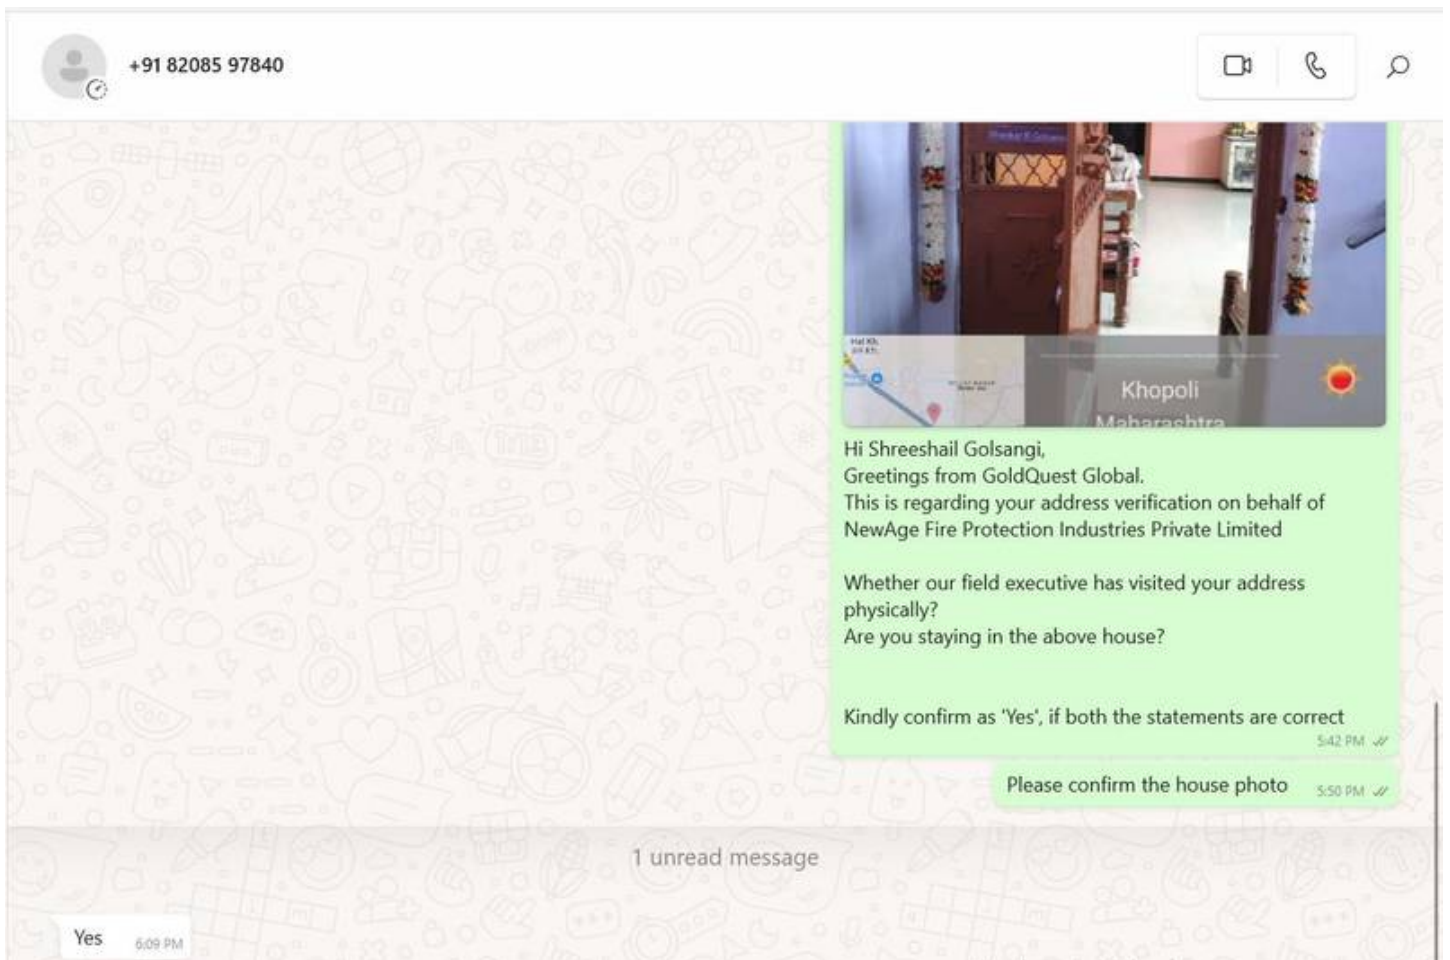 +91 82085 97840
Khopoli
Maharashtra
Hi Shreeshail Golsangi,
Greetings from GoldQuest Global.
This is regarding your address verification on behalf of
NewAge Fire Protection Industries Private Limited
Whether our field executive has visited your address
physically?
Are you staying in the above house?
Kindly confirm as 'Yes', if both the statements are correct
5:42 PM
Please confirm the house photo 5:50 PM
1 unread message
Yes 6:09 PM